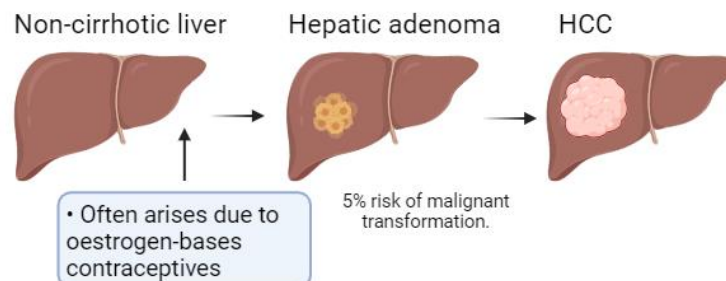 Non-cirrhotic liver
Hepatic adenoma
HCC
• Often arises due to
oestrogen-bases
contraceptives
5% risk of malignant
transformation.